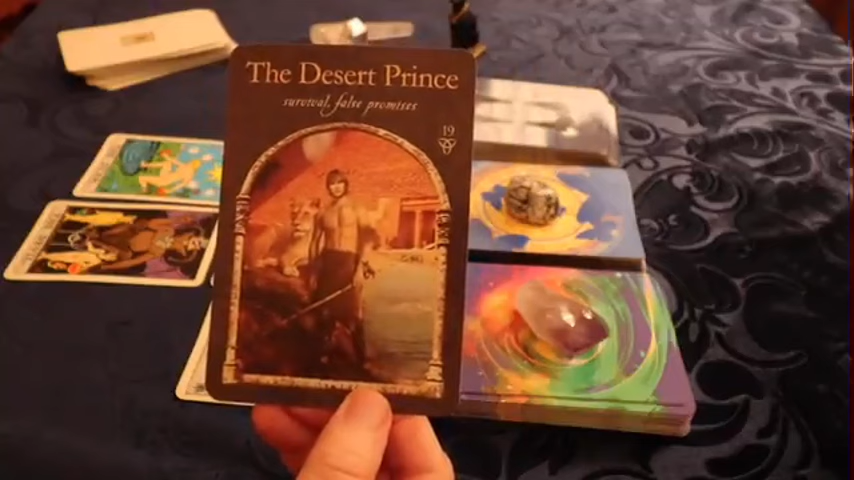 The Desert Prince
survival, false promises
19